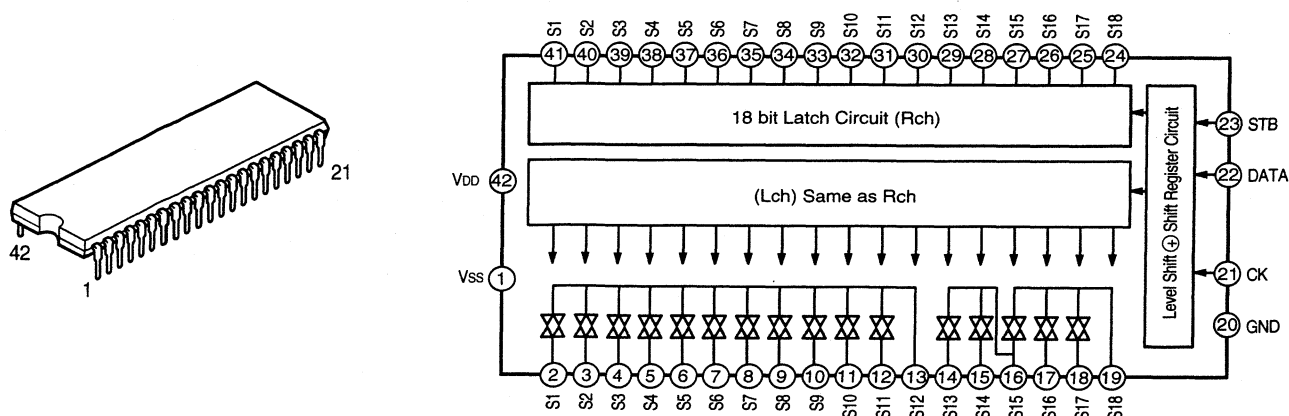 S1 S2 S3 S4 S5 S6 S7 S8 S9 S10 S11 S12 S13 S14 S15 S16 S17 S18
41 40 39 38 37 36 35 34 33 32 31 30 29 28 27 26 25 24
18 bit Latch Circuit (Rch)
Level Shift + Shift Register Circuit
23 STB
22 DATA
VDD 42
(Lch) Same as Rch
21
42
1
VSS 1
21 CK
20 GND
2 3 4 5 6 7 8 9 10 11 12 13 14 15 16 17 18 19
S1 S2 S3 S4 S5 S6 S7 S8 S9 S10 S11 S12 S13 S14 S15 S16 S17 S18